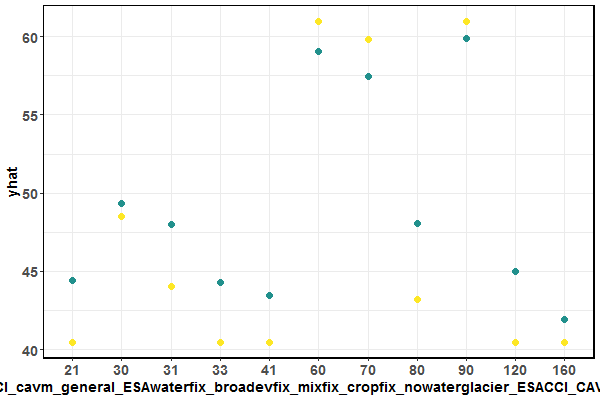 60
55
50
45
40
yhat
21 30 31 33 41 60 70 80 90 120 160
CI_cavm_general_ESAwaterfix_broadevfix_mixfix_cropfix_nowaterglacier_ESACCI_CAV